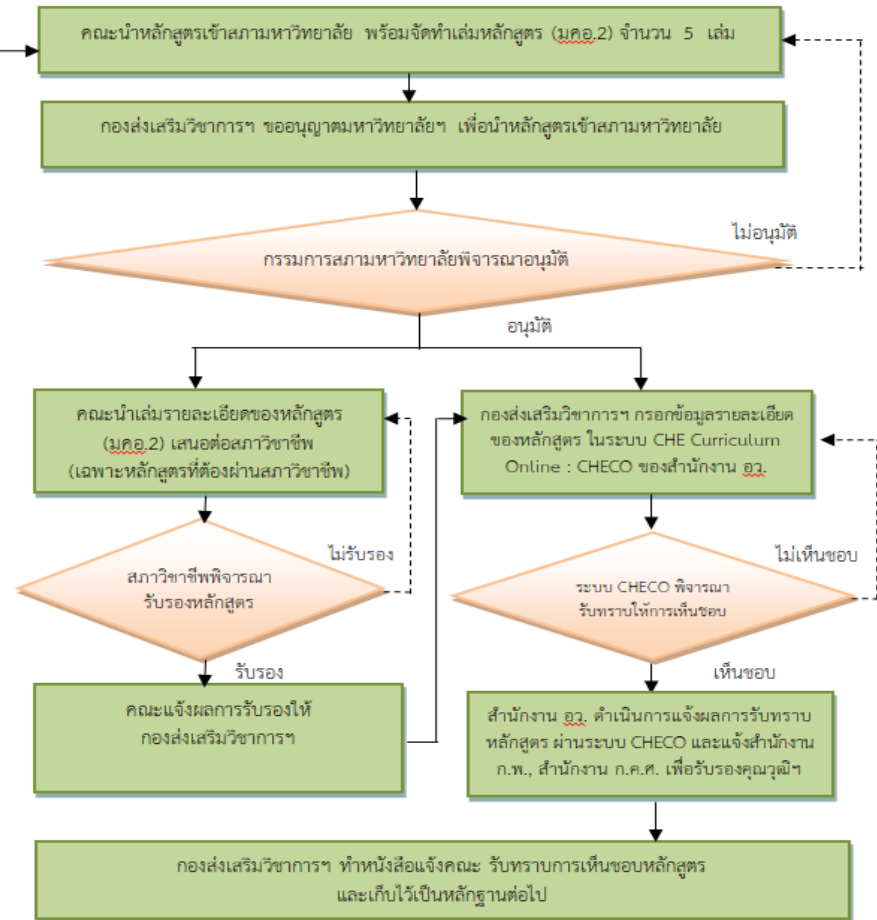 คณะนำหลักสูตรเข้าสภามหาวิทยาลัย พร้อมจัดทำเล่มหลักสูตร (มคอ.2) จำนวน 5 เล่ม
กองส่งเสริมวิชาการฯ ขออนุญาตมหาวิทยาลัยฯ เพื่อนำหลักสูตรเข้าสภามหาวิทยาลัย
ไม่อนุมัติ
กรรมการสภามหาวิทยาลัยพิจารณาอนุมัติ
อนุมัติ
คณะนำเล่มรายละเอียดของหลักสูตร
(มคอ.2) เสนอต่อสภาวิชาชีพ
(เฉพาะหลักสูตรที่ต้องผ่านสภาวิชาชีพ)
กองส่งเสริมวิชาการฯ กรอกข้อมูลรายละเอียด
ของหลักสูตร ในระบบ CHE Curriculum
Online : CHECO ของสำนักงาน อว.
ไม่รับรอง
สภาวิชาชีพพิจารณา
รับรองหลักสูตร
ไม่เห็นชอบ
ระบบ CHECO พิจารณา
รับทราบให้การเห็นชอบ
รับรอง
เห็นชอบ
คณะแจ้งผลการรับรองให้
กองส่งเสริมวิชาการฯ
สำนักงาน อว. ดำเนินการแจ้งผลการรับทราบ
หลักสูตร ผ่านระบบ CHECO และแจ้งสำนักงาน
ก.พ., สำนักงาน ก.ค.ศ. เพื่อรับรองคุณวุฒิฯ
กองส่งเสริมวิชาการฯ ทำหนังสือแจ้งคณะ รับทราบการเห็นชอบหลักสูตร
และเก็บไว้เป็นหลักฐานต่อไป